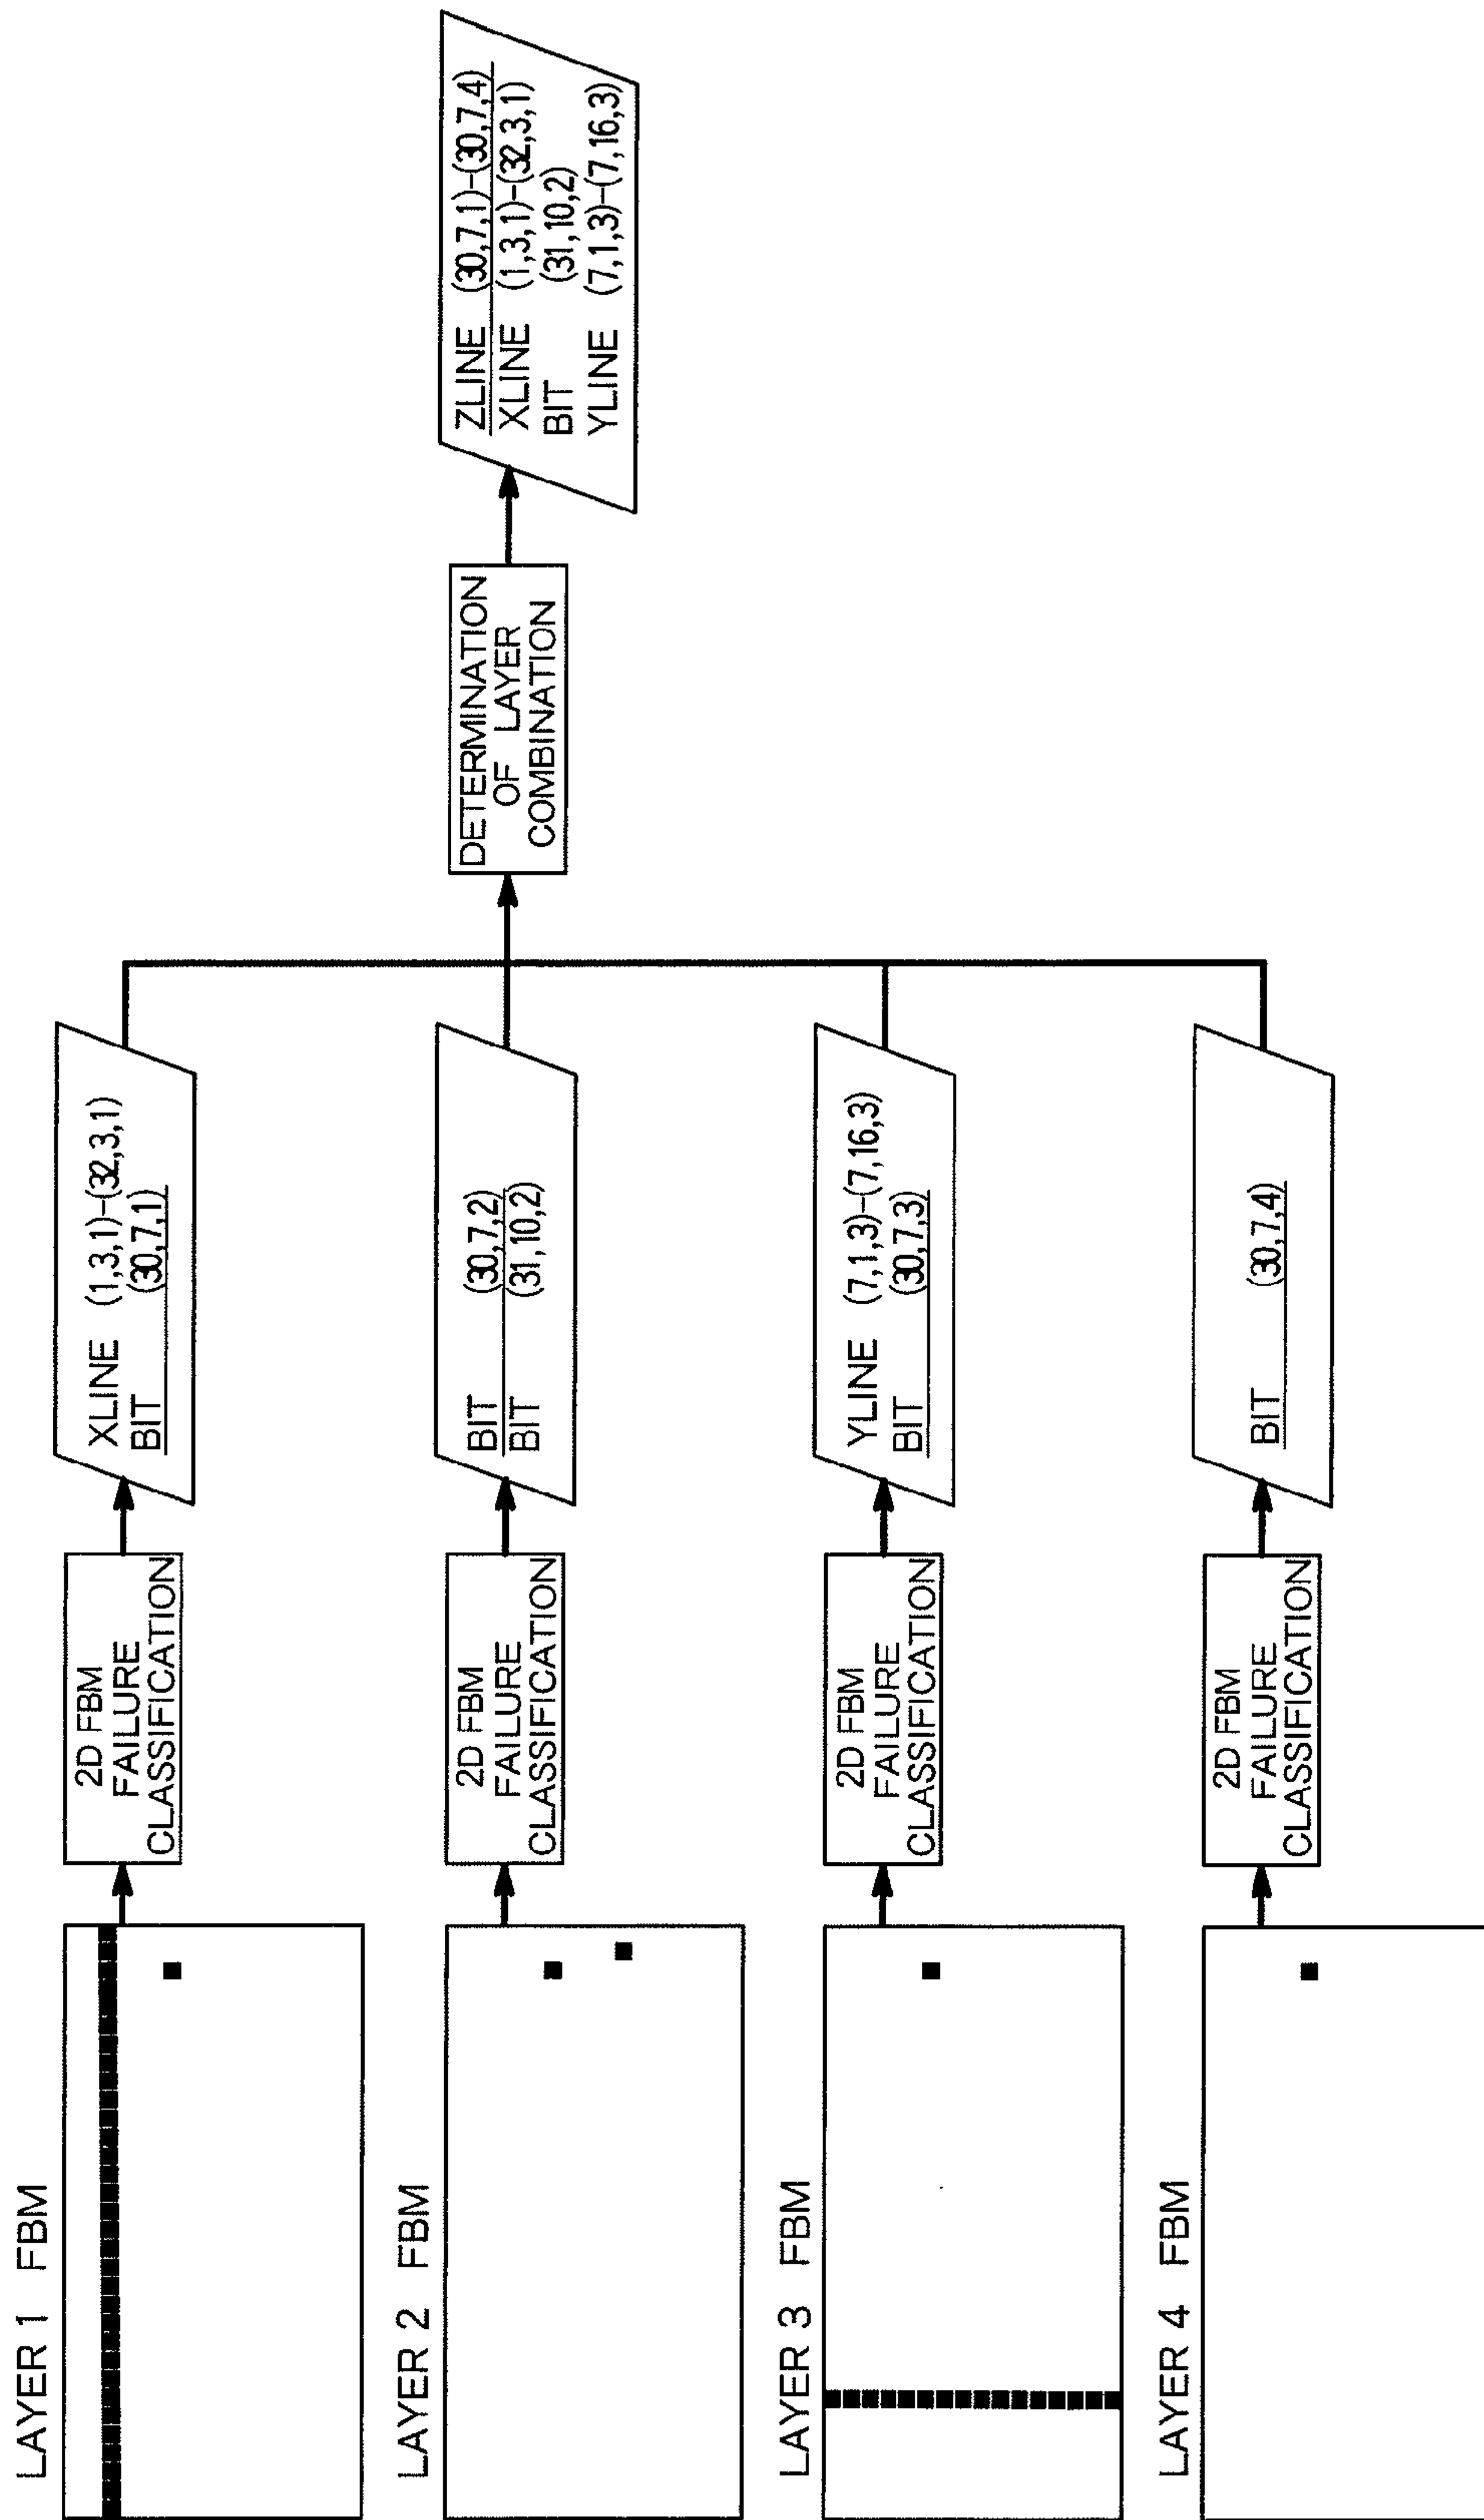 LAYER 1 FBM
2D FBM
FAILURE
CLASSIFICATION
XLINE (1,3,1)-(32,3,1)
BIT (30,7,1)
LAYER 2 FBM
2D FBM
FAILURE
CLASSIFICATION
BIT (30,7,2)
BIT (31,10,2)
LAYER 3 FBM
2D FBM
FAILURE
CLASSIFICATION
YLINE (7,1,3)-(7,16,3)
BIT (30,7,3)
LAYER 4 FBM
2D FBM
FAILURE
CLASSIFICATION
BIT (30,7,4)
DETERMINATION
OF LAYER
COMBINATION
ZLINE (30,7,1)-(30,7,4)
XLINE (1,3,1)-(32,3,1)
BIT (31,10,2)
YLINE (7,1,3)-(7,16,3)